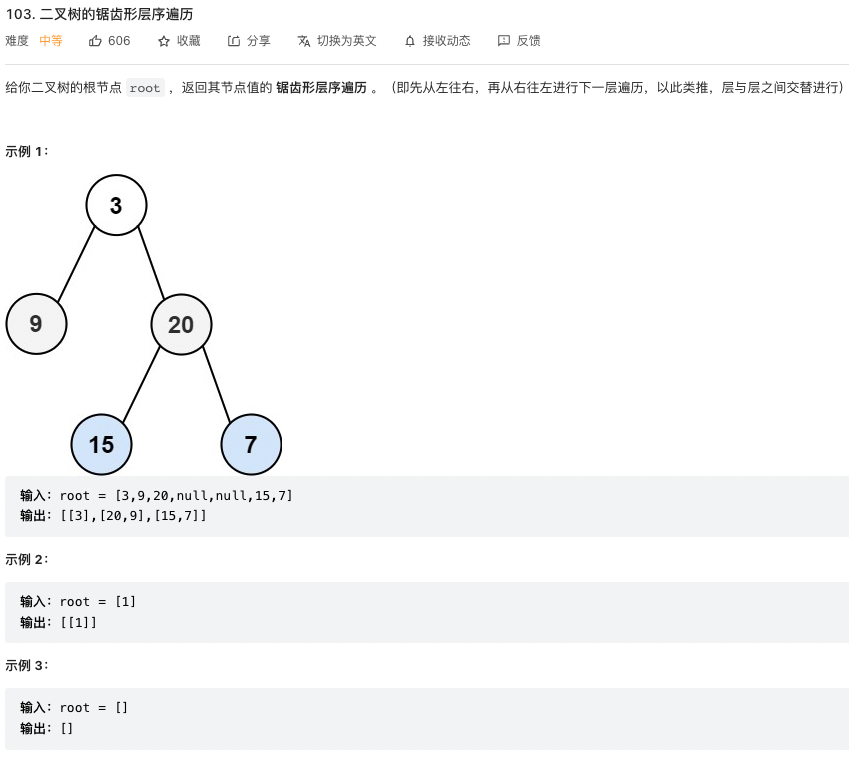 103. 二叉树的锯齿形层序遍历
难度 中等 606 收藏 分享 切换为英文 接收动态 反馈
给你二叉树的根节点 root ，返回其节点值的 锯齿形层序遍历 。（即先从左往右，再从右往左进行下一层遍历，以此类推，层与层之间交替进行）
示例 1：
3
9 20
15 7
输入：root = [3,9,20,null,null,15,7]
输出：[[3],[20,9],[15,7]]
示例 2：
输入：root = [1]
输出：[[1]]
示例 3：
输入：root = []
输出：[]